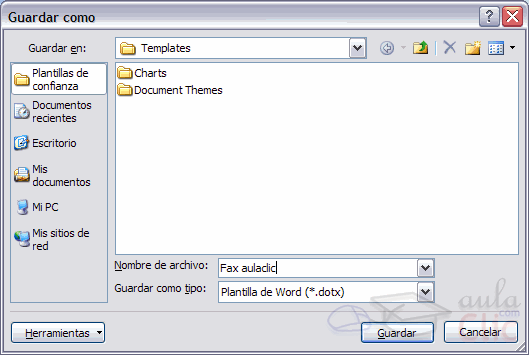 Guardar como
Guardar en:
Templates
Plantillas de
confianza
Documentos
recientes
Escritorio
Mis
documentos
Mi PC
Mis sitios de
red
Charts
Document Themes
Nombre de archivo:
Fax aulaclic
Guardar como tipo:
Plantilla de Word (*.dotx)
Herramientas
Guardar
Cancelar
aula
.com
CLIC